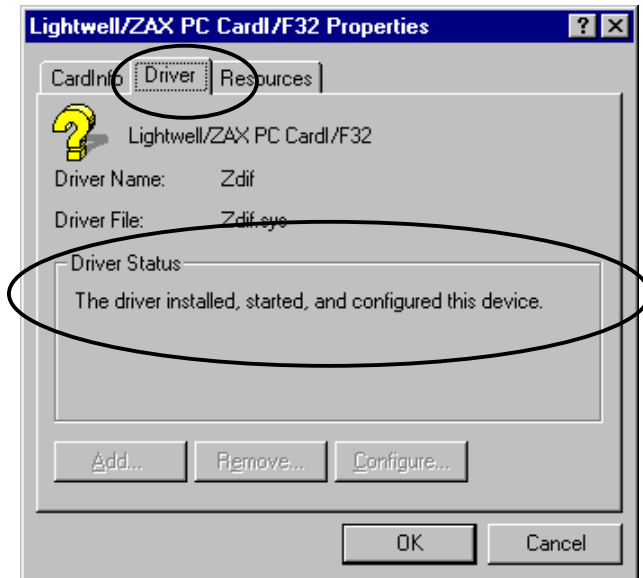 Lightwell/ZAX PC CardI/F32 Properties
CardInfo Driver Resources
Lightwell/ZAX PC CardI/F32
Driver Name: Zdif
Driver File: Zdif.sys
Driver Status
The driver installed, started, and configured this device.
Add... Remove... Configure...
OK Cancel